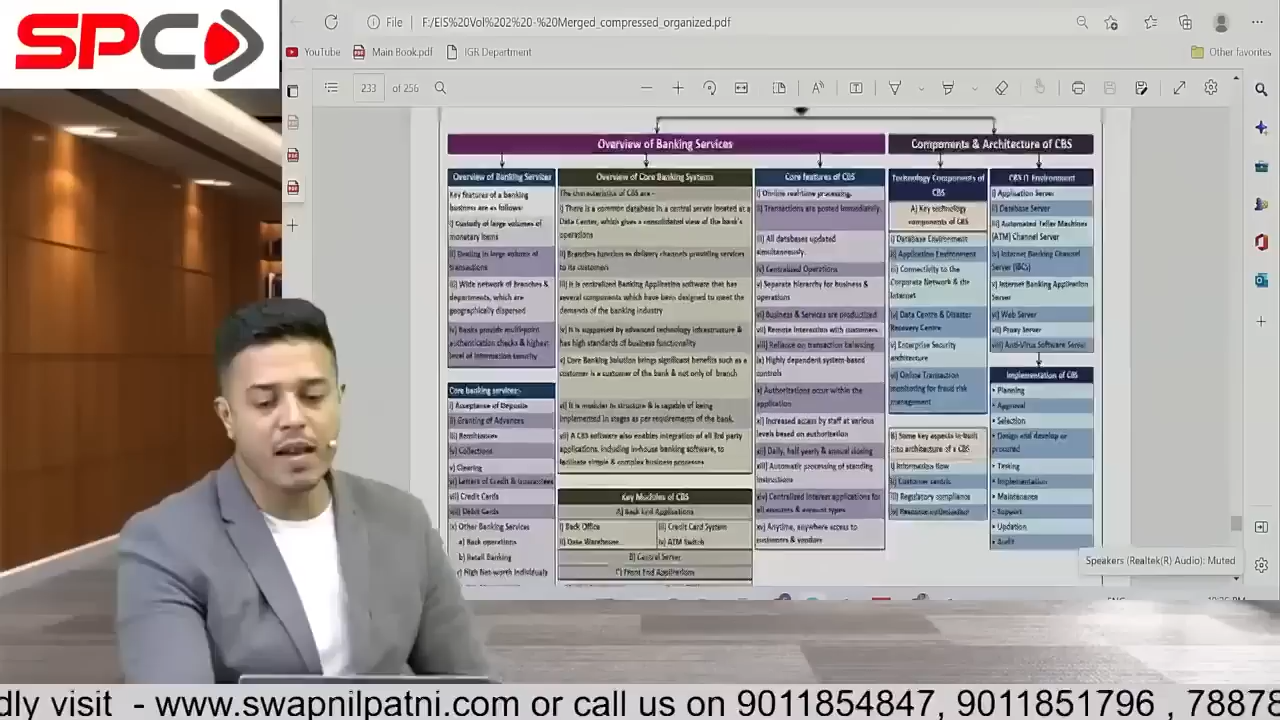 SPC
File
F:/EIS%20Vol%202%20-%20Merged_compressed_organized.pdf
YouTube
Main Book.pdf
IGR Department
Other favorites
233 of 256
Overview of Banking Services
Components & Architecture of CBS
Overview of Banking Services
Key features of a banking
business are as follows:
i) Custody of large volumes of
monetary items
ii) Dealing in large volume of
transactions
iii) Wide network of branches &
departments, which are
geographically dispersed
iv) Banks provide multipoint
authentication checks & highest
level of information security
Core banking services:-
i) Acceptance of Deposits
ii) Granting of Advances
iii) Remittances
iv) Collections
v) Clearing
vi) Letters of Credit & Guarantees
vii) Credit Cards
viii) Debit Cards
ix) Other Banking Services
a) Back operations
b) Retail Banking
c) High Net-worth Individuals
Overview of Core Banking Systems
The characteristics of CBS are -
i) There is a common database in a central server located at a
Data Center, which gives a consolidated view of the bank's
operations
ii) Branches function as delivery channels providing services
to its customers
iii) It is centralized Banking Application software that has
several components which have been designed to meet the
demands of the banking industry
iv) It is supported by advanced technology infrastructure &
has high standards of business functionality
v) Core Banking Solution brings significant benefits such as a
customer is a customer of the bank & not only of branch
vi) It is modular in structure & is capable of being
implemented in stages as per requirements of the bank.
vii) A CBS software also enables integration of all 3rd party
applications, including in-house banking software, to
facilitate simple & complex business processes
Key Modules of CBS
A) Back End Applications
i) Back Office
iii) Credit Card System
ii) Data Warehouse
iv) ATM Switch
B) Central Server
C) Front End Applications
Core features of CBS
i) On-line real-time processing.
ii) Transactions are posted immediately.
iii) All databases updated
simultaneously.
iv) Centralized Operations
v) Separate hierarchy for business &
operations
vi) Business & Services are productized
vii) Remote interaction with customers
viii) Reliance on transaction balancing
ix) Highly dependent system-based
controls
x) Authorizations occur within the
application
xi) Increased access by staff at various
levels based on authorization
xii) Daily, half yearly & annual closing
xiii) Automatic processing of standing
instructions
xiv) Centralized interest applications for
all accounts & account types
xv) Anytime, anywhere access to
customers & vendors
Technology Components of
CBS
A) Key technology
components of CBS
i) Database Environment
ii) Application Environment
iii) Connectivity to the
Corporate Network & the
Internet
iv) Data Centre & Disaster
Recovery Centre
v) Enterprise Security
architecture
vi) Online Transaction
monitoring for fraud risk
management
B) Some key aspects in-built
into architecture of a CBS
i) Information flow
ii) Customer centric
iii) Regulatory compliance
iv) Resource optimization
CBS IT Environment
i) Application Server
ii) Database Server
iii) Automated Teller Machines
(ATM) Channel Server
iv) Internet Banking Channel
Server (IBCS)
v) Internet Banking Application
Server
vi) Web Server
vii) Proxy Server
viii) Anti-Virus Software Server
Implementation of CBS
• Planning
• Approval
• Selection
• Design and develop or
procured
• Testing
• Implementation
• Maintenance
• Support
• Updation
• Audit
Speakers (Realtek(R) Audio): Muted
dly visit - www.swapnilpatni.com or call us on 9011854847, 9011851796 , 78878